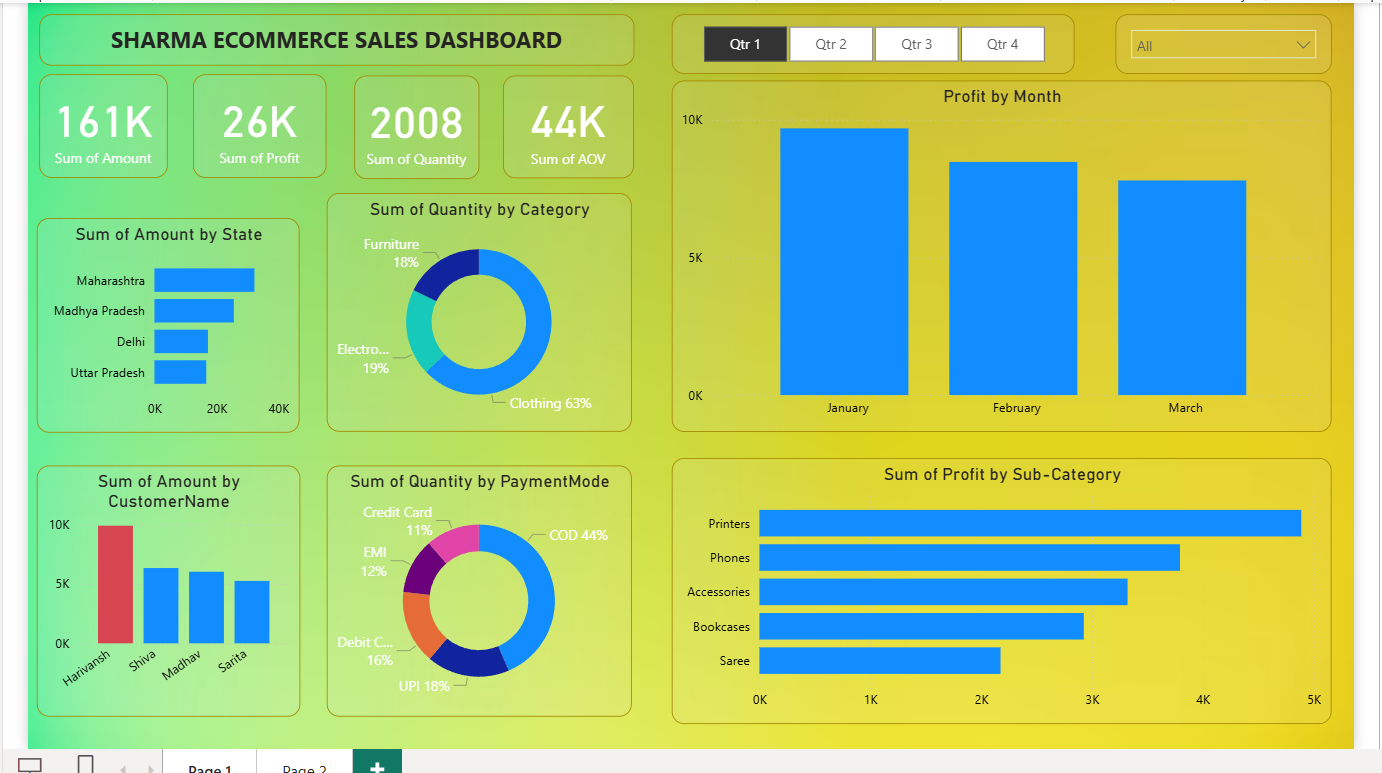 SHARMA ECOMMERCE SALES DASHBOARD
Qtr 1
Qtr 2
Qtr 3
Qtr 4
All
161K
Sum of Amount
26K
Sum of Profit
2008
Sum of Quantity
44K
Sum of AOV
Profit by Month
10K
5K
0K
January
February
March
Sum of Amount by State
Maharashtra
Madhya Pradesh
Delhi
Uttar Pradesh
0K
20K
40K
Sum of Quantity by Category
Furniture
18%
Electro...
19%
Clothing 63%
Sum of Amount by
CustomerName
10K
5K
0K
Harivansh
Shiva
Madhav
Sarita
Sum of Quantity by PaymentMode
Credit Card
11%
COD 44%
EMI
12%
Debit C...
16%
UPI 18%
Sum of Profit by Sub-Category
Printers
Phones
Accessories
Bookcases
Saree
0K
1K
2K
3K
4K
5K
Page 1
Page 2